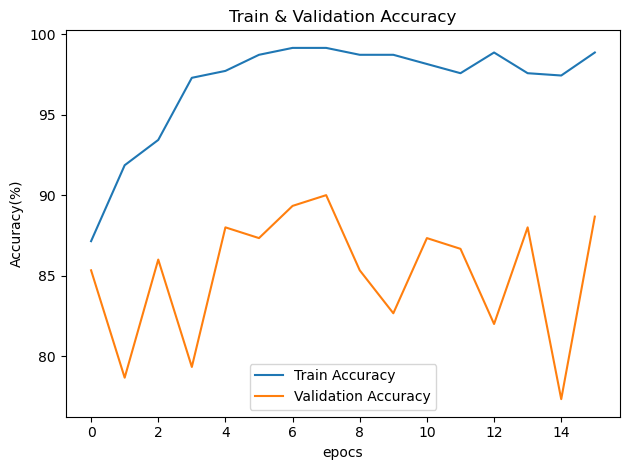 Train & Validation Accuracy
Accuracy(%)
100
95
90
85
80
Train Accuracy
Validation Accuracy
0 2 4 6 8 10 12 14
epocs